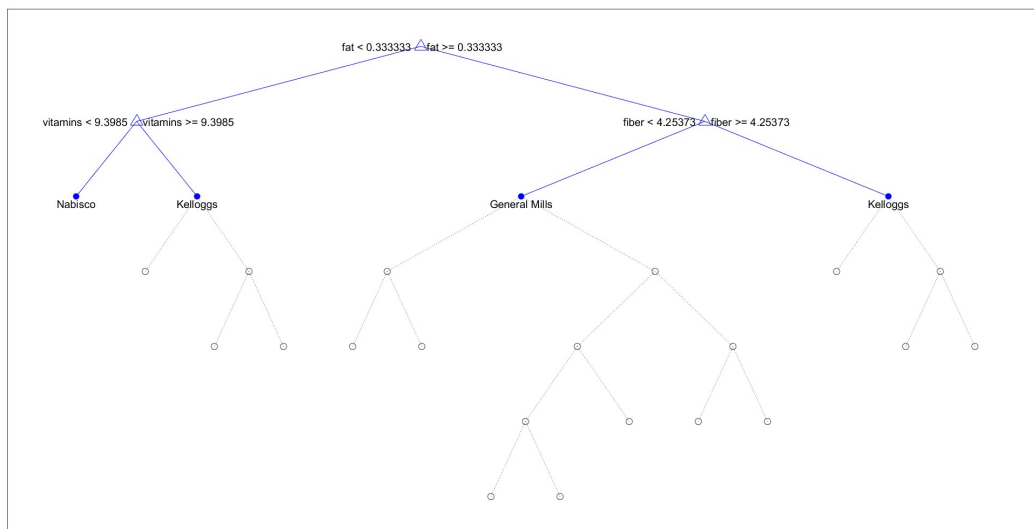 fat < 0.333333 fat >= 0.333333
vitamins < 9.3985 vitamins >= 9.3985
fiber < 4.25373 fiber >= 4.25373
Nabisco
Kelloggs
General Mills
Kelloggs